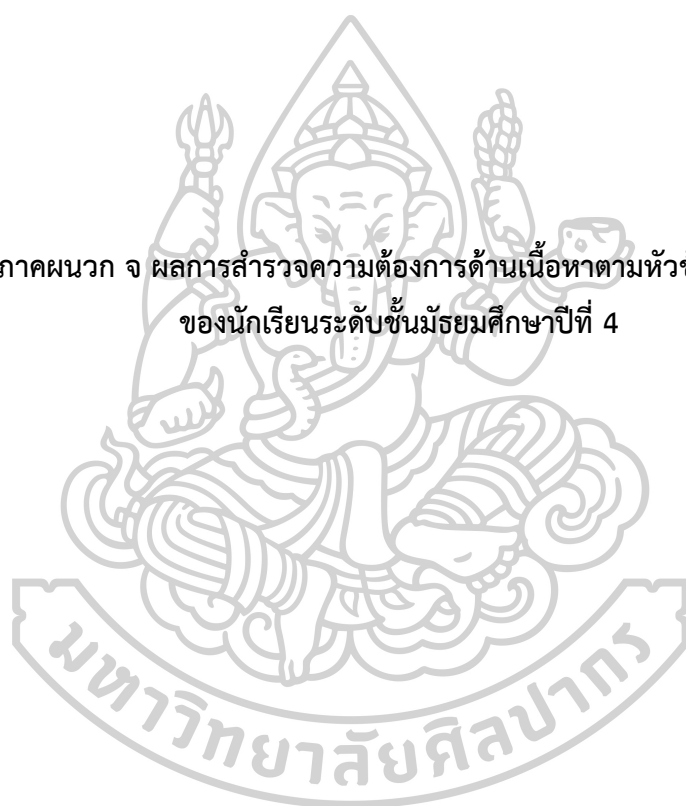 ภาคผนวก จ ผลการสำรวจความต้องการด้านเนื้อหาตามหัวข้
ของนักเรียนระดับชั้นมัธยมศึกษาปีที่ 4
มหาวิทยาลัยศิลปากร